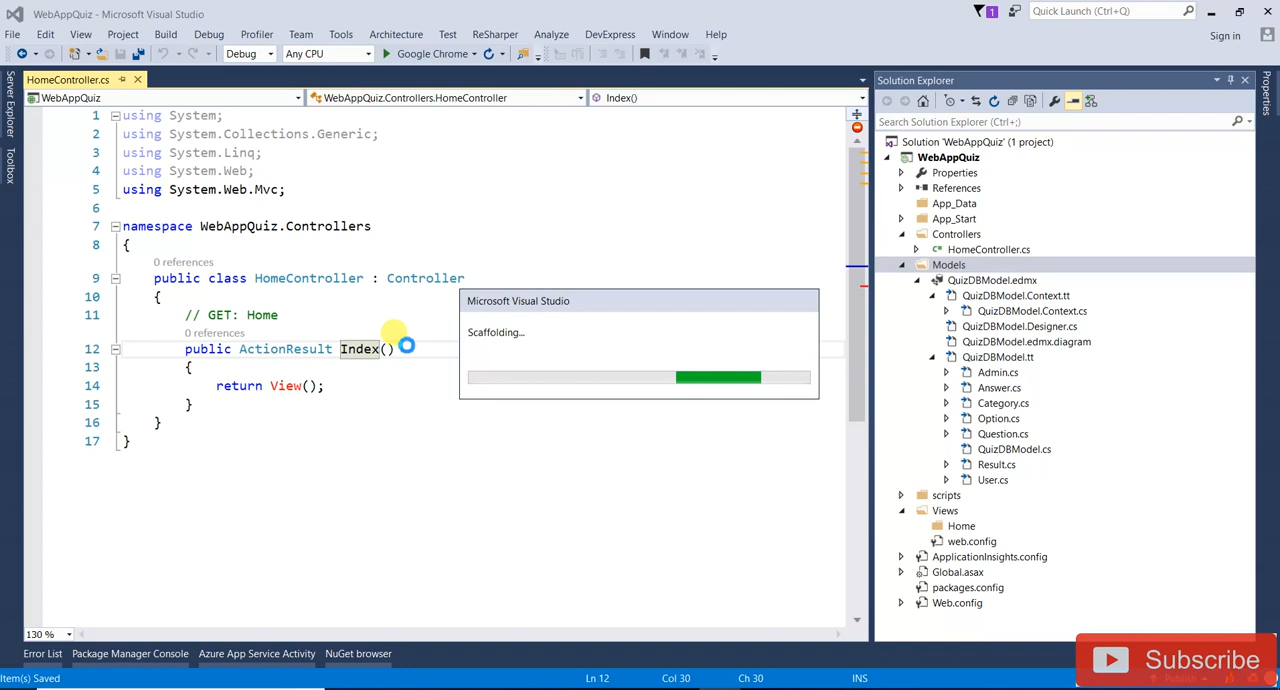 WebAppQuiz - Microsoft Visual Studio
1
Quick Launch (Ctrl+Q)
File Edit View Project Build Debug Profiler Team Tools Architecture Test ReSharper Analyze DevExpress Window Help
Sign in
Debug Any CPU Google Chrome
Server Explorer
Toolbox
HomeController.cs
WebAppQuiz WebAppQuiz.Controllers.HomeController Index()
1 using System;
2 using System.Collections.Generic;
3 using System.Linq;
4 using System.Web;
5 using System.Web.Mvc;
6
7 namespace WebAppQuiz.Controllers
8 {
0 references
9 public class HomeController : Controller
10 {
11 // GET: Home
0 references
12 public ActionResult Index()
13 {
14 return View();
15 }
16 }
17 }
Microsoft Visual Studio
Scaffolding...
130 %
Solution Explorer
Search Solution Explorer (Ctrl+;)
Solution 'WebAppQuiz' (1 project)
WebAppQuiz
Properties
References
App_Data
App_Start
Controllers
HomeController.cs
Models
QuizDBModel.edmx
QuizDBModel.Context.tt
QuizDBModel.Context.cs
QuizDBModel.Designer.cs
QuizDBModel.edmx.diagram
QuizDBModel.tt
Admin.cs
Answer.cs
Category.cs
Option.cs
Question.cs
QuizDBModel.cs
Result.cs
User.cs
scripts
Views
Home
web.config
ApplicationInsights.config
Global.asax
packages.config
Web.config
Properties
Error List Package Manager Console Azure App Service Activity NuGet browser
Item(s) Saved Ln 12 Col 30 Ch 30 INS
Subscribe
Publish